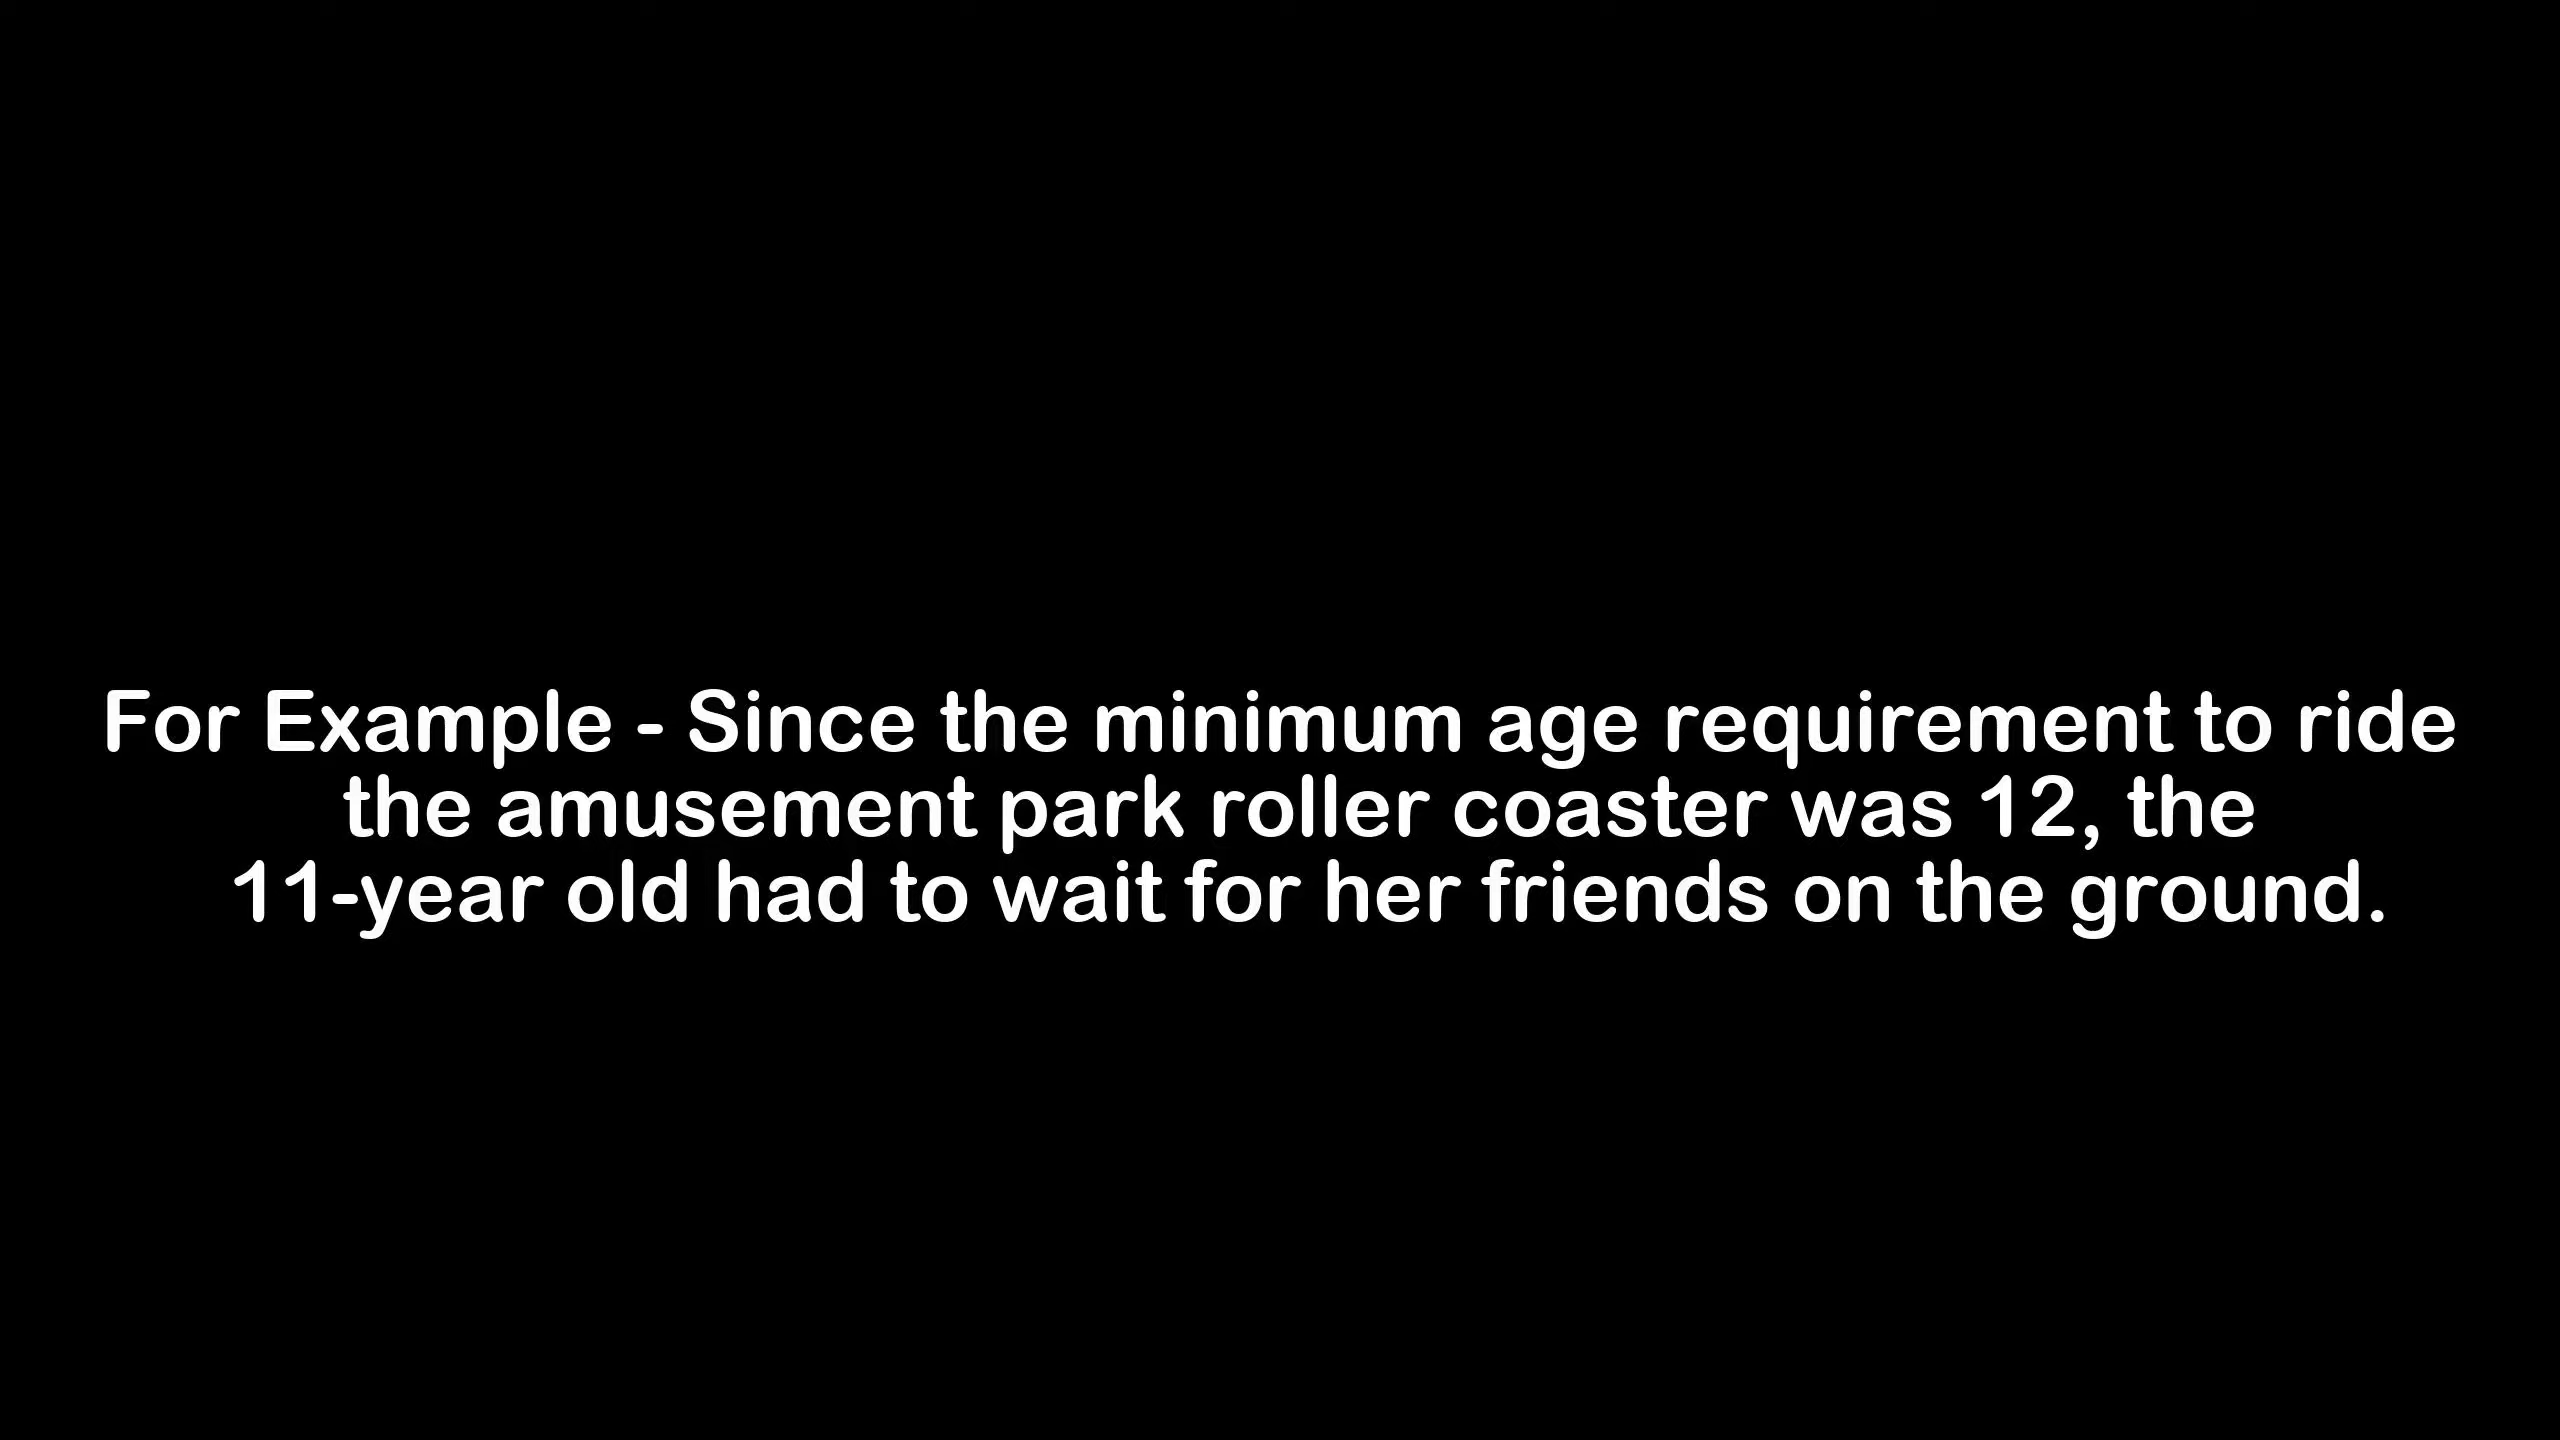 For Example - Since the minimum age requirement to ride
the amusement park roller coaster was 12, the
11-year old had to wait for her friends on the ground.